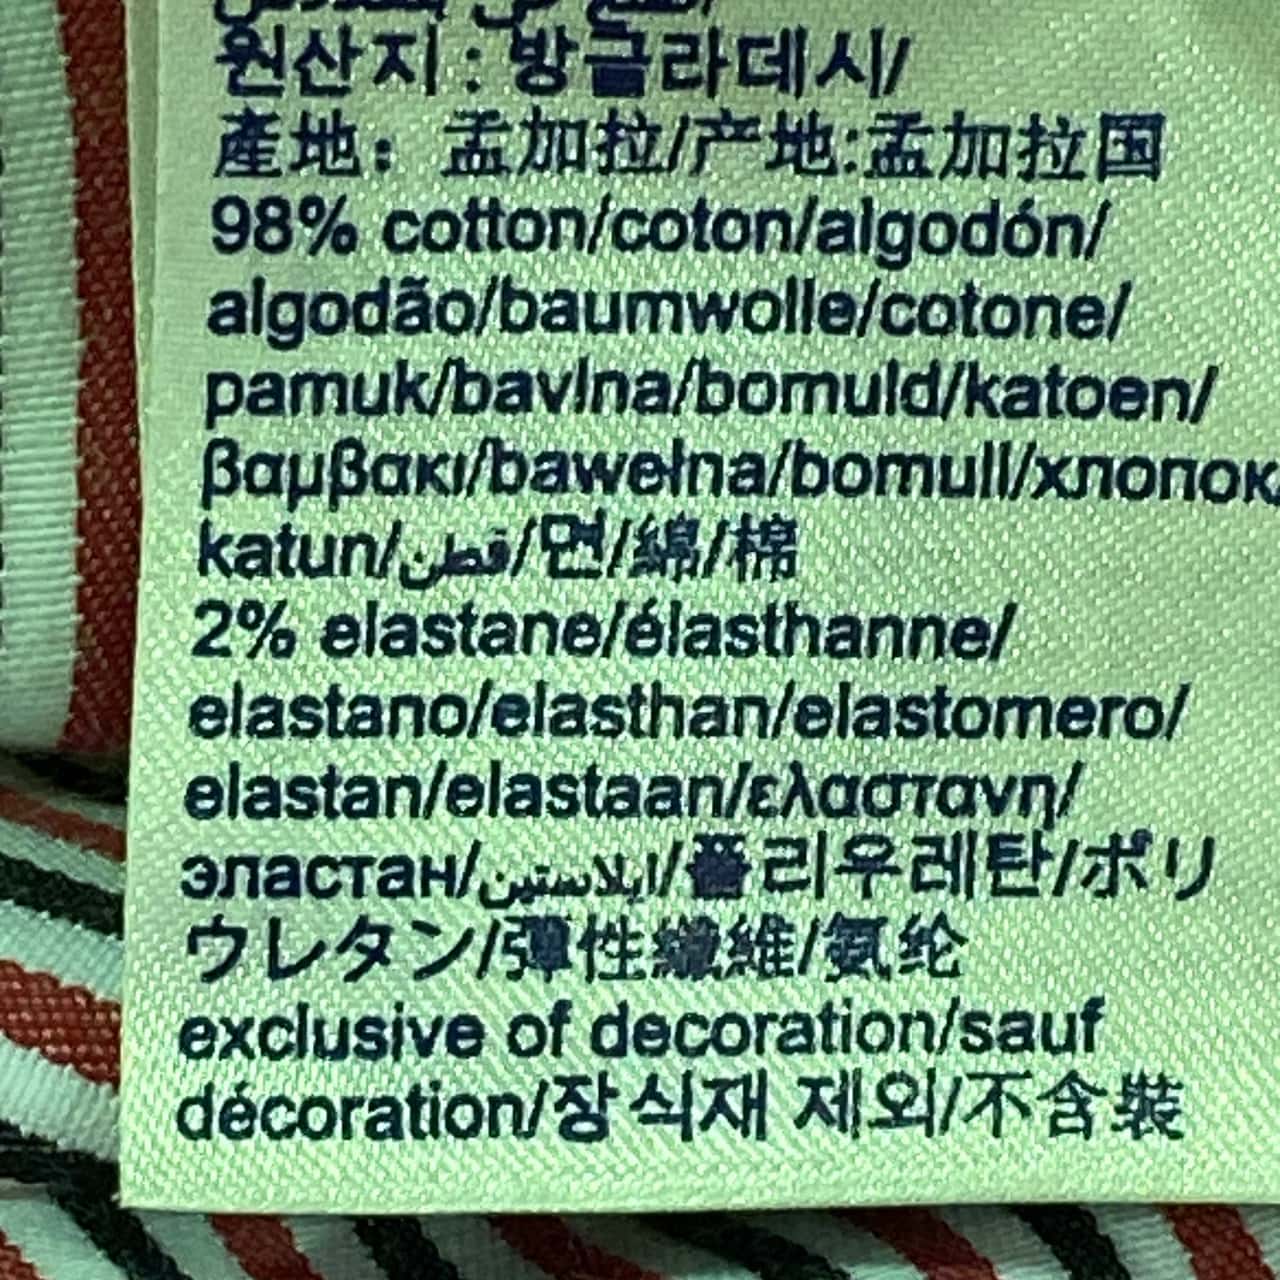 원산지 : 방글라데시/
產地：孟加拉/产地:孟加拉国
98% cotton/coton/algodón/
algodão/baumwolle/cotone/
pamuk/bavlna/bomuld/katoen/
βαμβακι/bawełna/bomull/хлопок/
katun/قطن/면/綿/棉
2% elastane/élasthanne/
elastano/elasthan/elastomero/
elastan/elastaan/ελαστανη/
эластан/ايلاستين/폴리우레탄/ポリ
ウレタン/彈性纖維/氨纶
exclusive of decoration/sauf
décoration/장식재 제외/不含裝